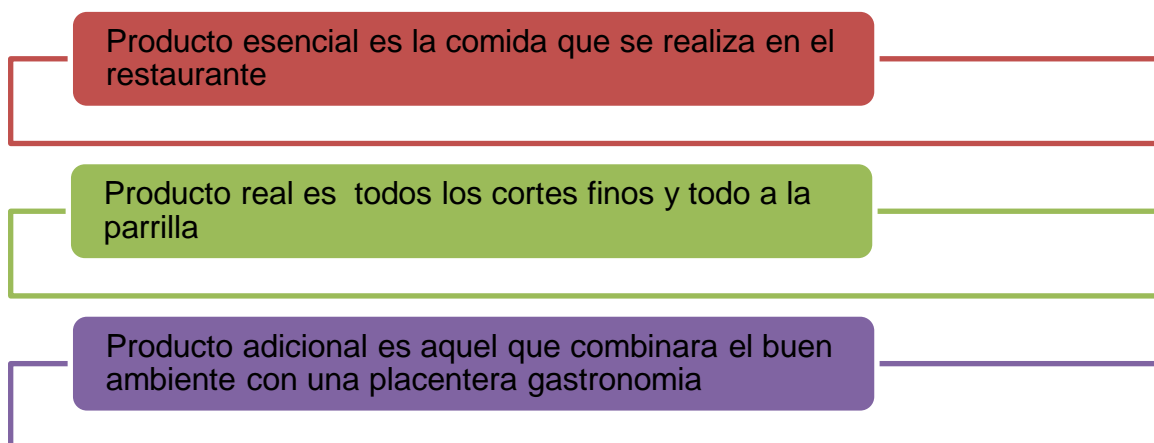 Producto esencial es la comida que se realiza en el
restaurante
Producto real es  todos los cortes finos y todo a la
parrilla
Producto adicional es aquel que combinara el buen
ambiente con una placentera gastronomia